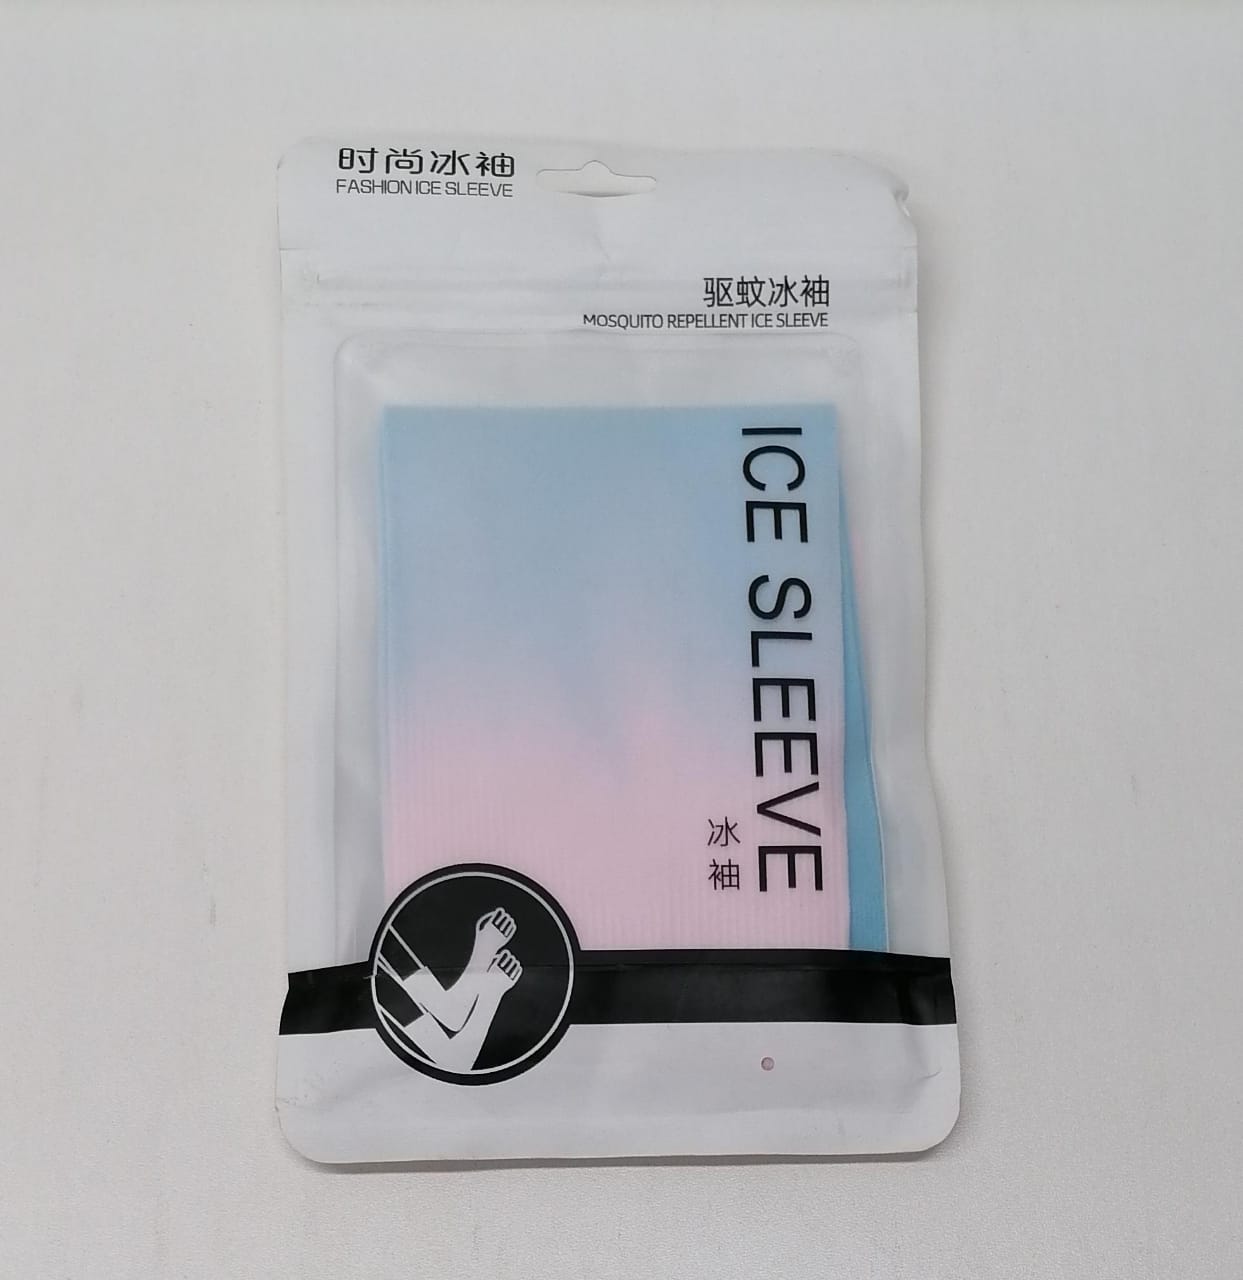 时尚冰袖
FASHION ICE SLEEVE
驱蚊冰袖
MOSQUITO REPELLENT ICE SLEEVE
ICE SLEEVE
冰袖